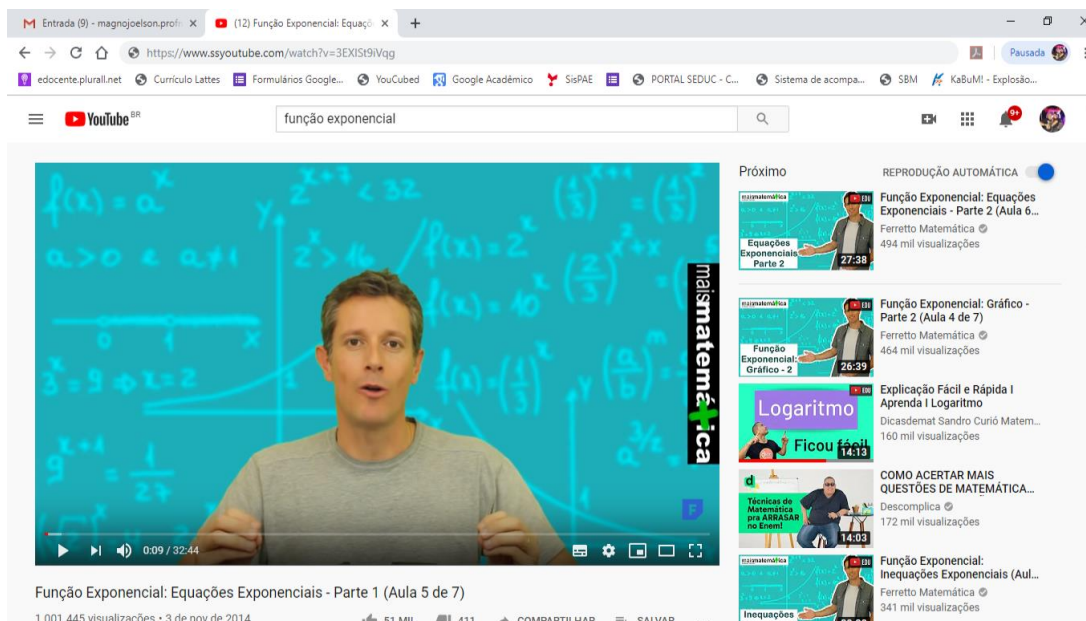 Entrada (9) - magnojoelson.profm
(12) Função Exponencial: Equaçõ
https://www.ssyoutube.com/watch?v=3EXISt9iVqg
Pausada
edocente.plurall.net
Currículo Lattes
Formulários Google...
YouCubed
Google Acadêmico
SisPAE
PORTAL SEDUC - C...
Sistema de acompa...
SBM
KaBuM! - Explosão...
YouTube BR
função exponencial
9+
f(x) = a^x
a>0 e a≠1
2^x > 16
f(x) = 2^x
maismatemática
0:09 / 32:44
Função Exponencial: Equações Exponenciais - Parte 1 (Aula 5 de 7)
1.001.445 visualizações • 3 de nov de 2014
51 MIL
411
COMPARTILHAR
SALVAR
Próximo
REPRODUÇÃO AUTOMÁTICA
maismatemática
Equações
Exponenciais
Parte 2
27:38
Função Exponencial: Equações
Exponenciais - Parte 2 (Aula 6...
Ferretto Matemática
494 mil visualizações
maismatemática
Função
Exponencial:
Gráfico - 2
26:39
Função Exponencial: Gráfico -
Parte 2 (Aula 4 de 7)
Ferretto Matemática
464 mil visualizações
Logaritmo
Ficou fácil
14:13
Explicação Fácil e Rápida I
Aprenda I Logaritmo
Dicasdemat Sandro Curió Matem...
160 mil visualizações
d
Técnicas de
Matemática
pra ARRASAR
no Enem!
14:03
COMO ACERTAR MAIS
QUESTÕES DE MATEMÁTICA...
Descomplica
172 mil visualizações
maismatemática
Inequações
Função Exponencial:
Inequações Exponenciais (Aul...
Ferretto Matemática
341 mil visualizações